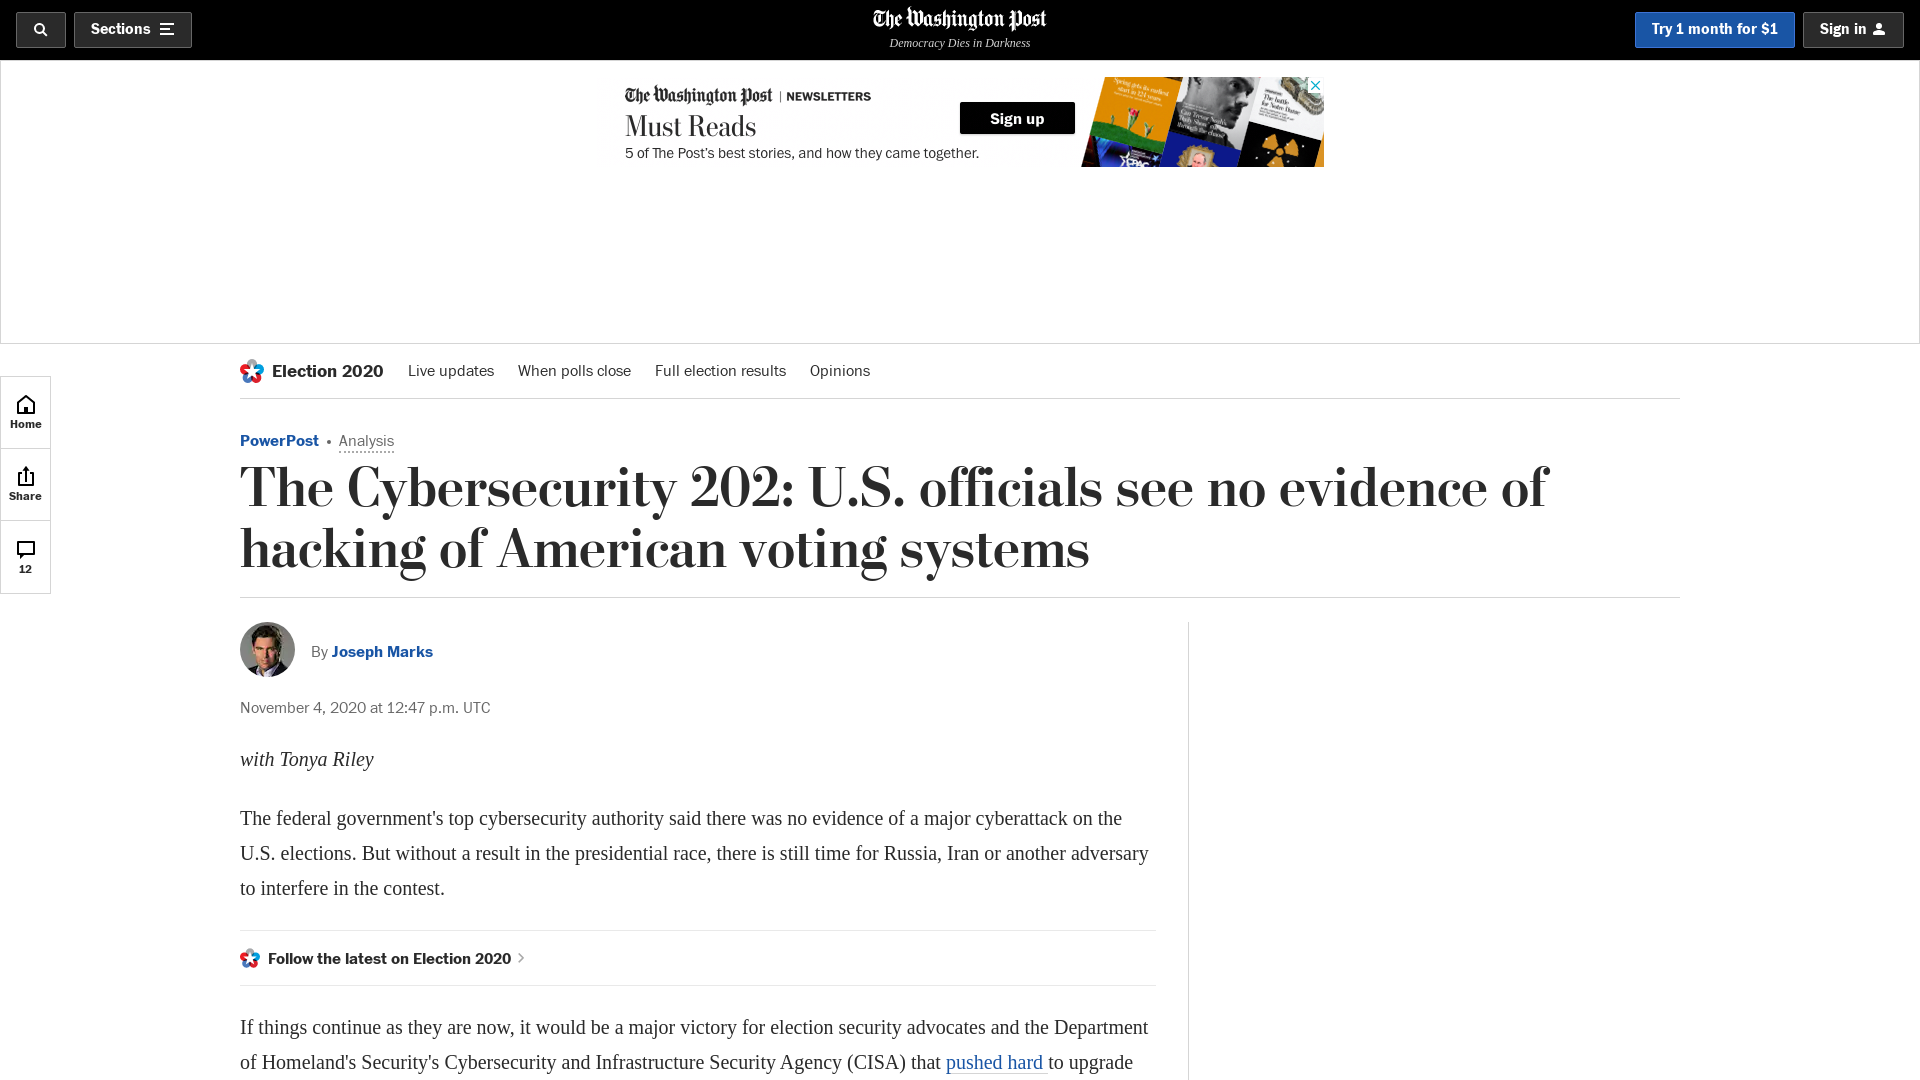 Sections
The Washington Post
Democracy Dies in Darkness
Try 1 month for $1
Sign in
The Washington Post | NEWSLETTERS
Must Reads
5 of The Post's best stories, and how they came together.
Sign up
Election 2020
Live updates
When polls close
Full election results
Opinions
Home
Share
12
PowerPost • Analysis
The Cybersecurity 202: U.S. officials see no evidence of
hacking of American voting systems
By Joseph Marks
November 4, 2020 at 12:47 p.m. UTC
with Tonya Riley
The federal government's top cybersecurity authority said there was no evidence of a major cyberattack on the
U.S. elections. But without a result in the presidential race, there is still time for Russia, Iran or another adversary
to interfere in the contest.
Follow the latest on Election 2020
If things continue as they are now, it would be a major victory for election security advocates and the Department
of Homeland's Security's Cybersecurity and Infrastructure Security Agency (CISA) that pushed hard to upgrade